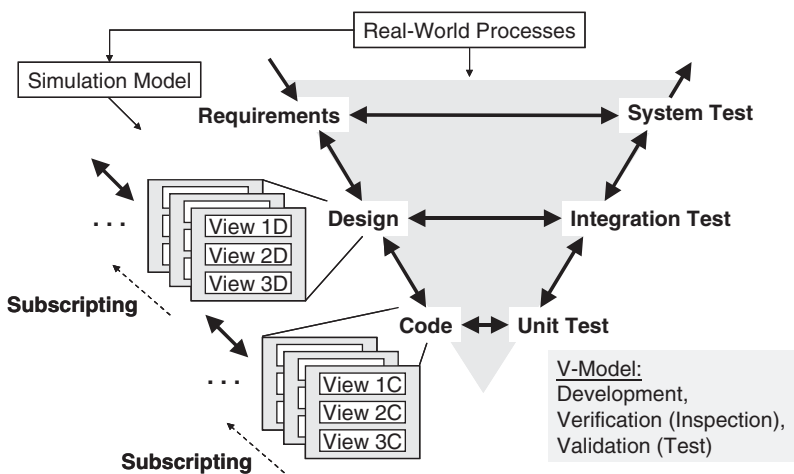 Real-World Processes
Simulation Model
Requirements
System Test
. . .
View 1D
View 2D
View 3D
Design
Integration Test
Subscripting
Code
Unit Test
. . .
View 1C
View 2C
View 3C
Subscripting
V-Model:
Development,
Verification (Inspection),
Validation (Test)